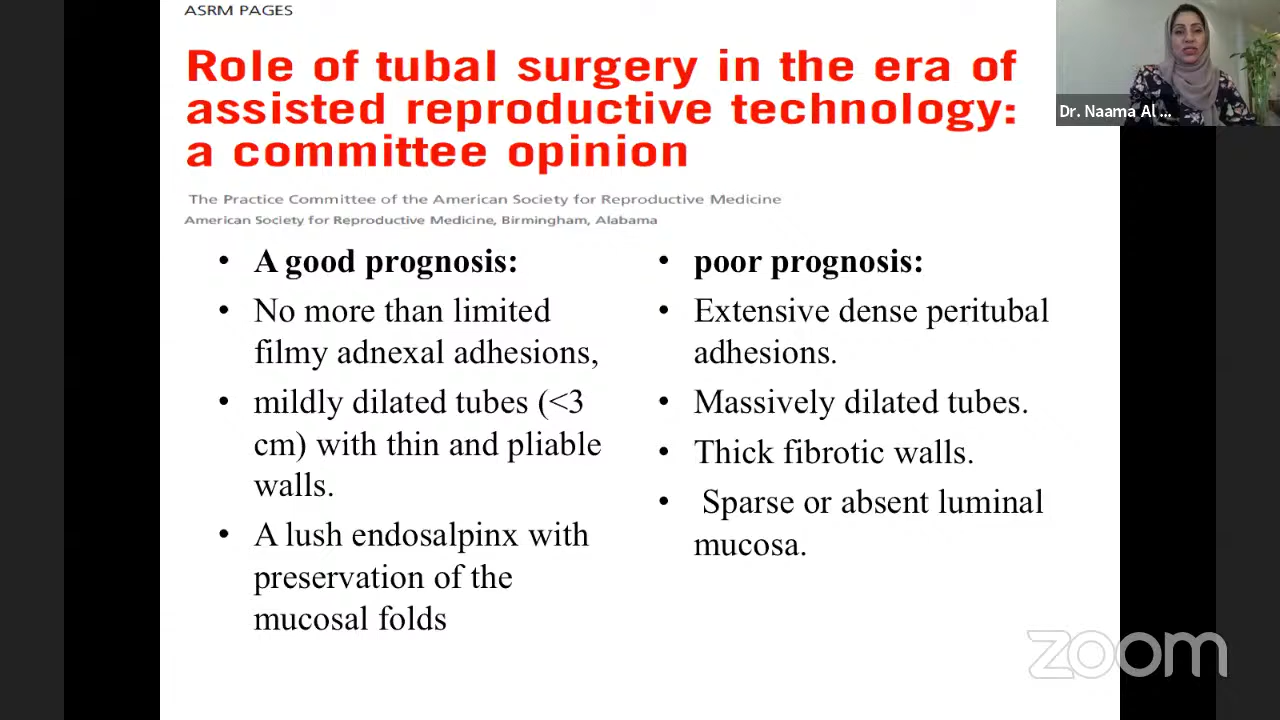 ASRM PAGES
Role of tubal surgery in the era of
assisted reproductive technology:
a committee opinion
The Practice Committee of the American Society for Reproductive Medicine
American Society for Reproductive Medicine, Birmingham, Alabama
• A good prognosis:
• No more than limited
filmy adnexal adhesions,
• mildly dilated tubes (<3
cm) with thin and pliable
walls.
• A lush endosalpinx with
preservation of the
mucosal folds
• poor prognosis:
• Extensive dense peritubal
adhesions.
• Massively dilated tubes.
• Thick fibrotic walls.
• Sparse or absent luminal
mucosa.
Dr. Naama Al ...
zoom